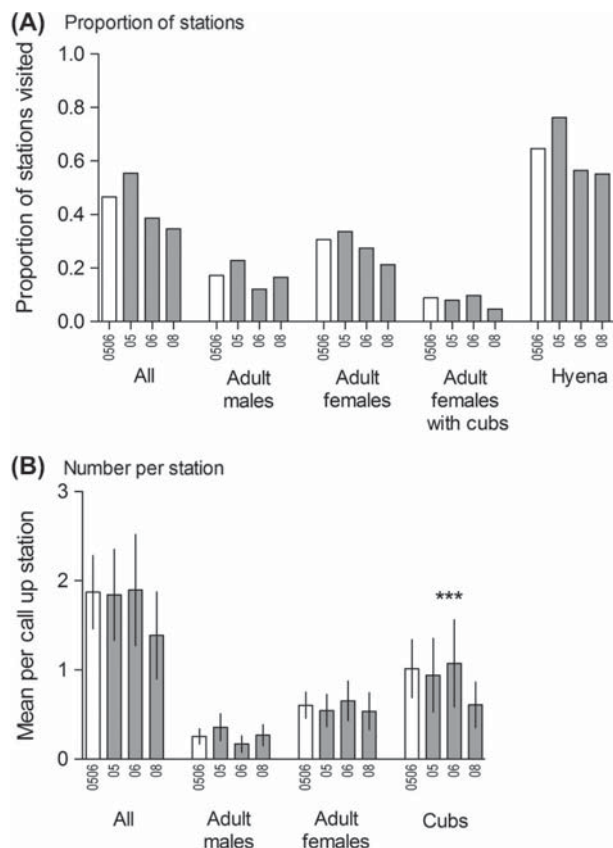 (A) Proportion of stations
Proportion of stations visited
1.0
0.8
0.6
0.4
0.2
0.0
0506 05 06 08 0506 05 06 08 0506 05 06 08 0506 05 06 08 0506 05 06 08
All Adult Adult Adult Hyena
males females females
with cubs
(B) Number per station
Mean per call up station
3
2
1
0
***
0506 05 06 08 0506 05 06 08 0506 05 06 08 0506 05 06 08
All Adult Adult Cubs
males females